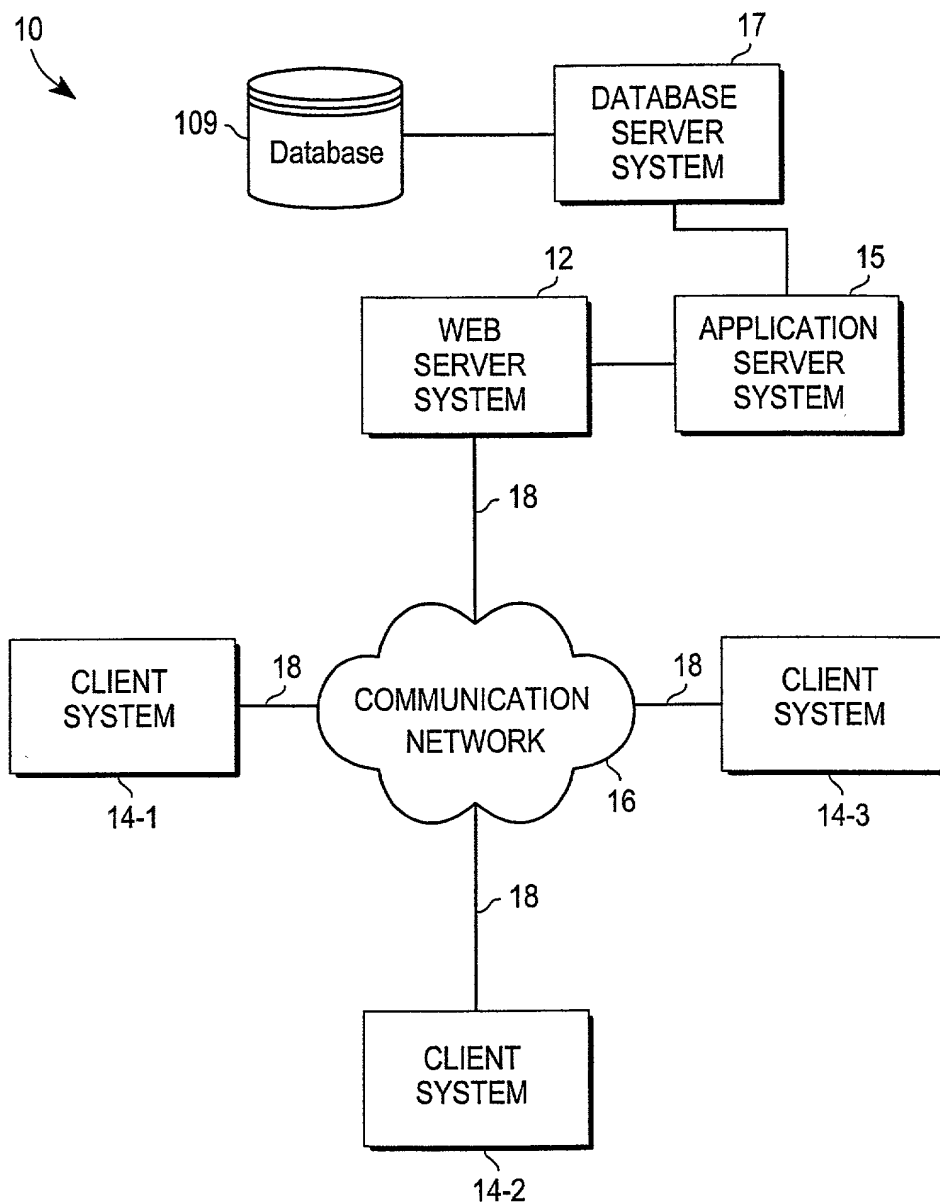 10
17
109
Database
DATABASE
SERVER
SYSTEM
12
15
WEB
SERVER
SYSTEM
APPLICATION
SERVER
SYSTEM
18
CLIENT
SYSTEM
18
COMMUNICATION
NETWORK
18
CLIENT
SYSTEM
14-1
16
14-3
18
CLIENT
SYSTEM
14-2